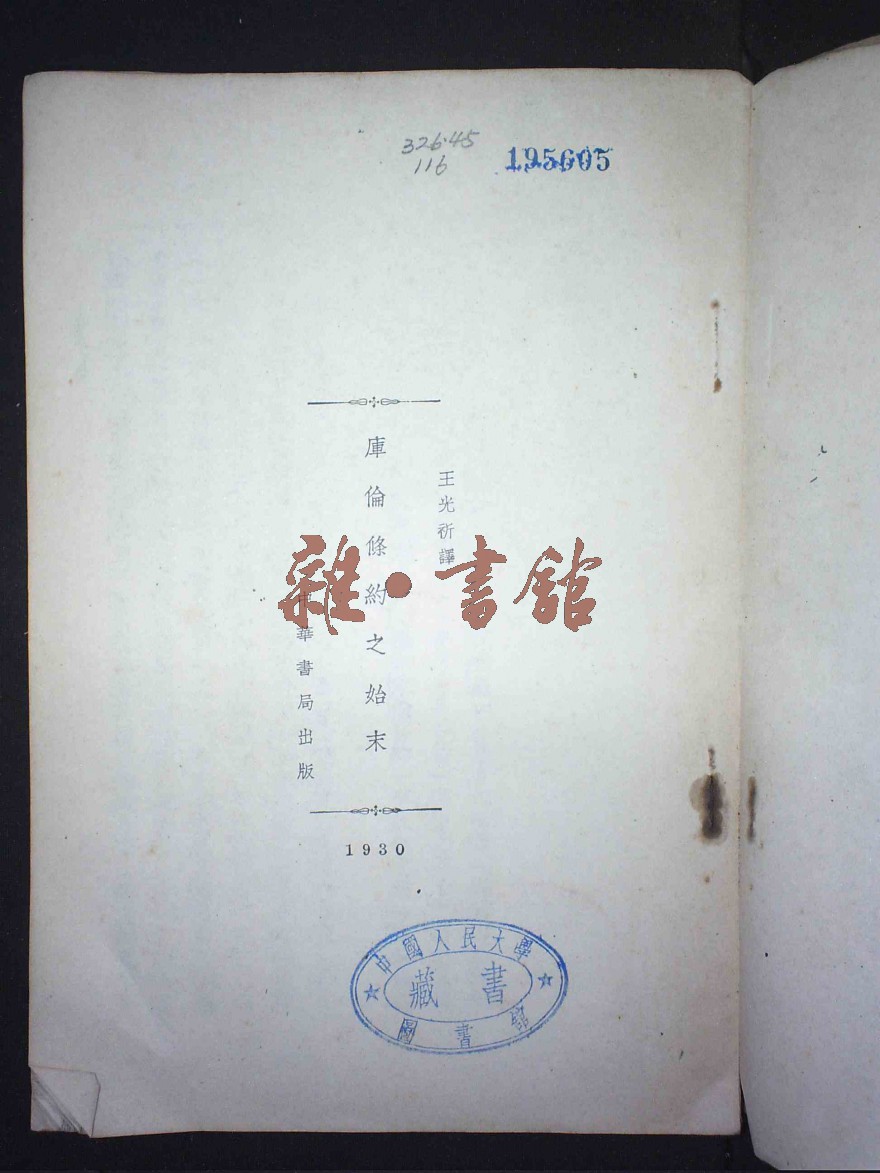 326.45
116
195605
王光祈譯
庫倫條約之始末
中華書局出版
1930
雜·書館
中國人民大學
藏書
圖書館